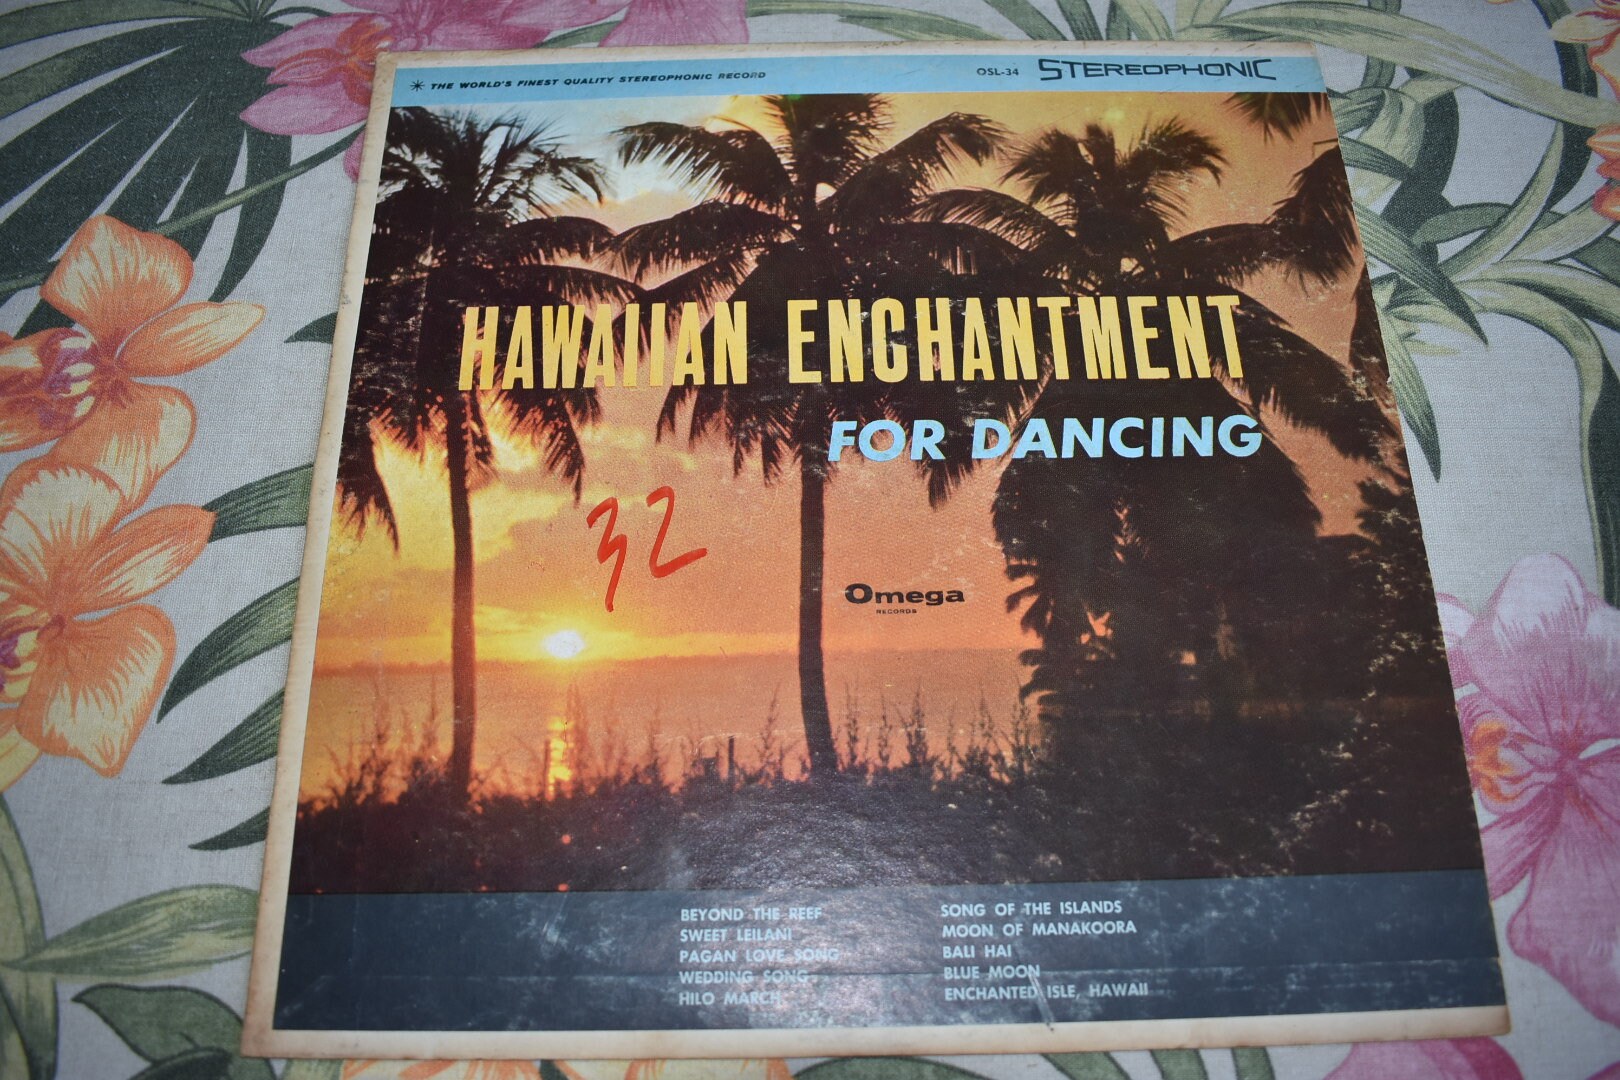 THE WORLD'S FINEST QUALITY STEREOPHONIC RECORD
OSL-34 STEREOPHONIC
HAWAIIAN ENCHANTMENT
FOR DANCING
32
Omega
RECORDS
BEYOND THE REEF
SWEET LEILANI
PAGAN LOVE SONG
WEDDING SONG
HILO MARCH
SONG OF THE ISLANDS
MOON OF MANAKOORA
BALI HAI
BLUE MOON
ENCHANTED ISLE, HAWAII